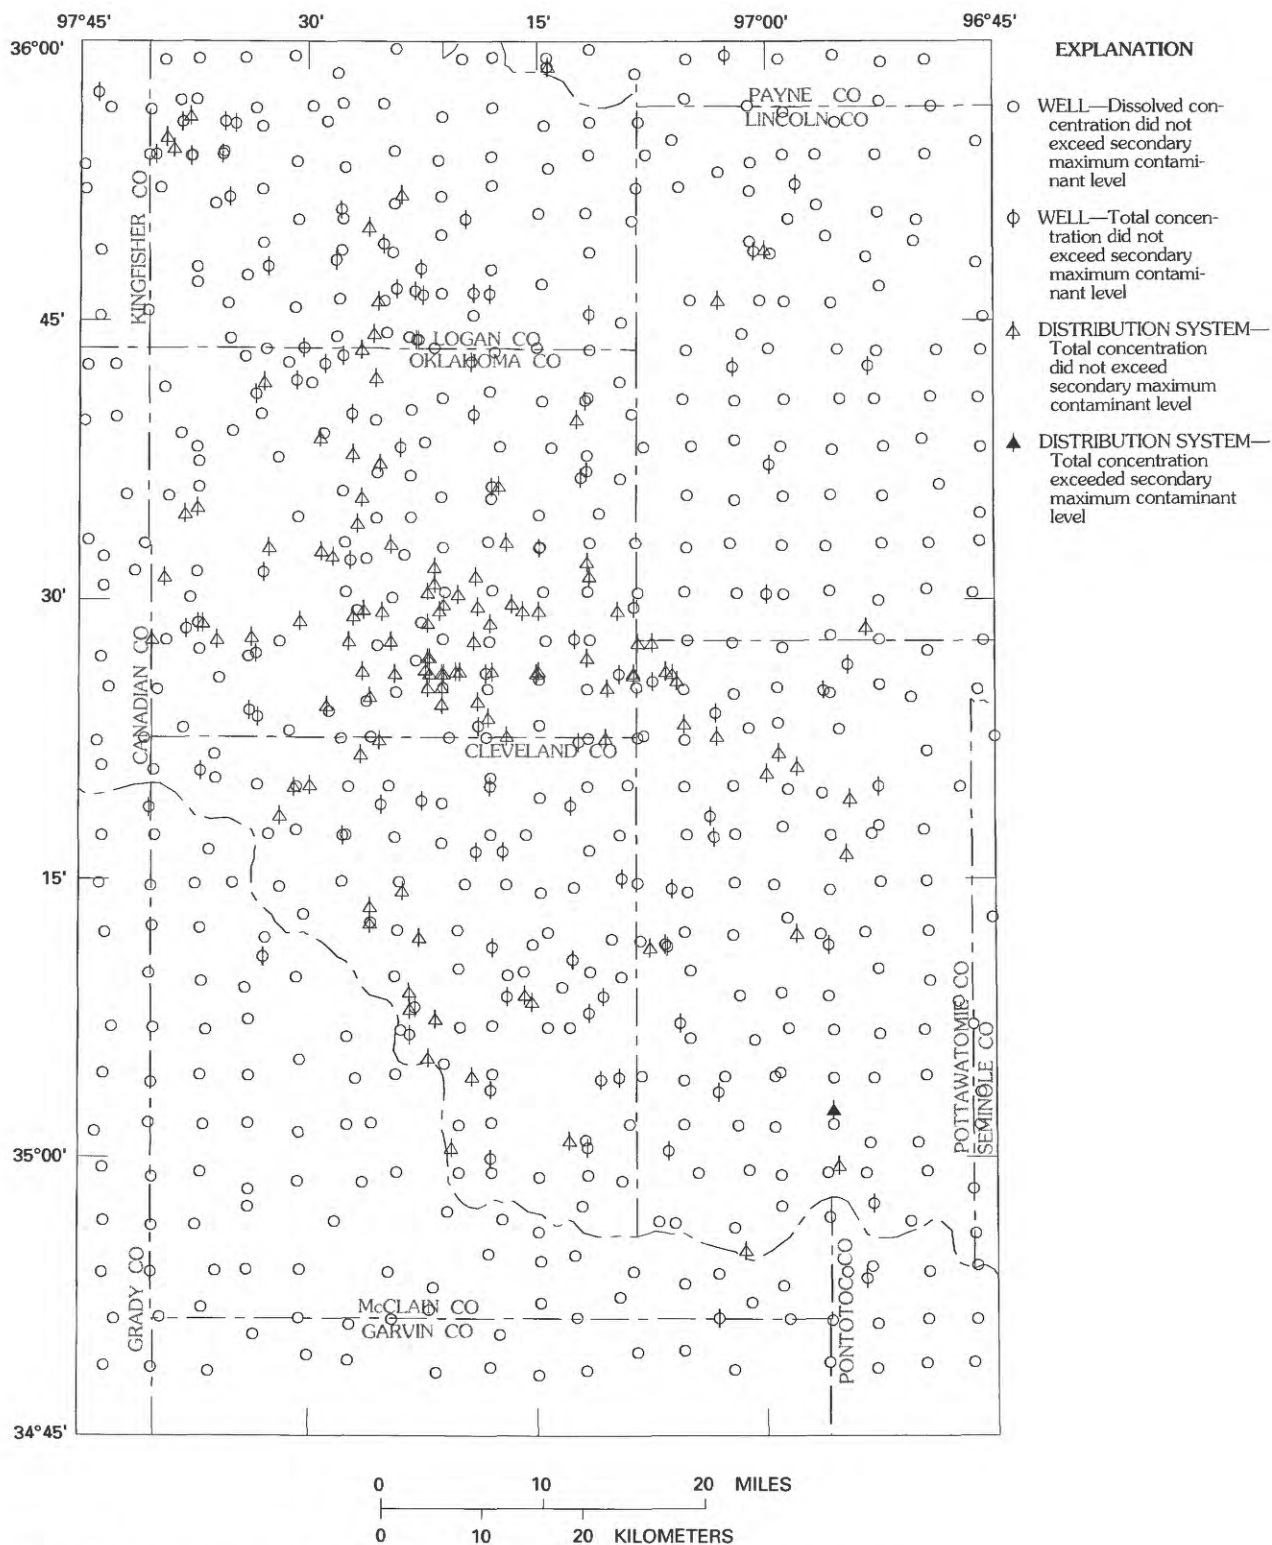 97°45' 30' 15' 97°00' 96°45'
36°00'
EXPLANATION
PAYNE CO
LINCOLN CO
WELL—Dissolved con-
centration did not
exceed secondary
maximum contami-
nant level
KINGFISHER CO
WELL—Total concen-
tration did not
exceed secondary
maximum contami-
nant level
45'
LOGAN CO
OKLAHOMA CO
DISTRIBUTION SYSTEM—
Total concentration
did not exceed
secondary maximum
contaminant level
DISTRIBUTION SYSTEM—
Total concentration
exceeded secondary
maximum contaminant
level
30'
CANADIAN CO
CLEVELAND CO
15'
POTTAWATOMIE CO
SEMINOLE CO
35°00'
GRADY CO
McCLAIN CO
GARVIN CO
PONTOTOC CO
34°45'
0 10 20 MILES
0 10 20 KILOMETERS